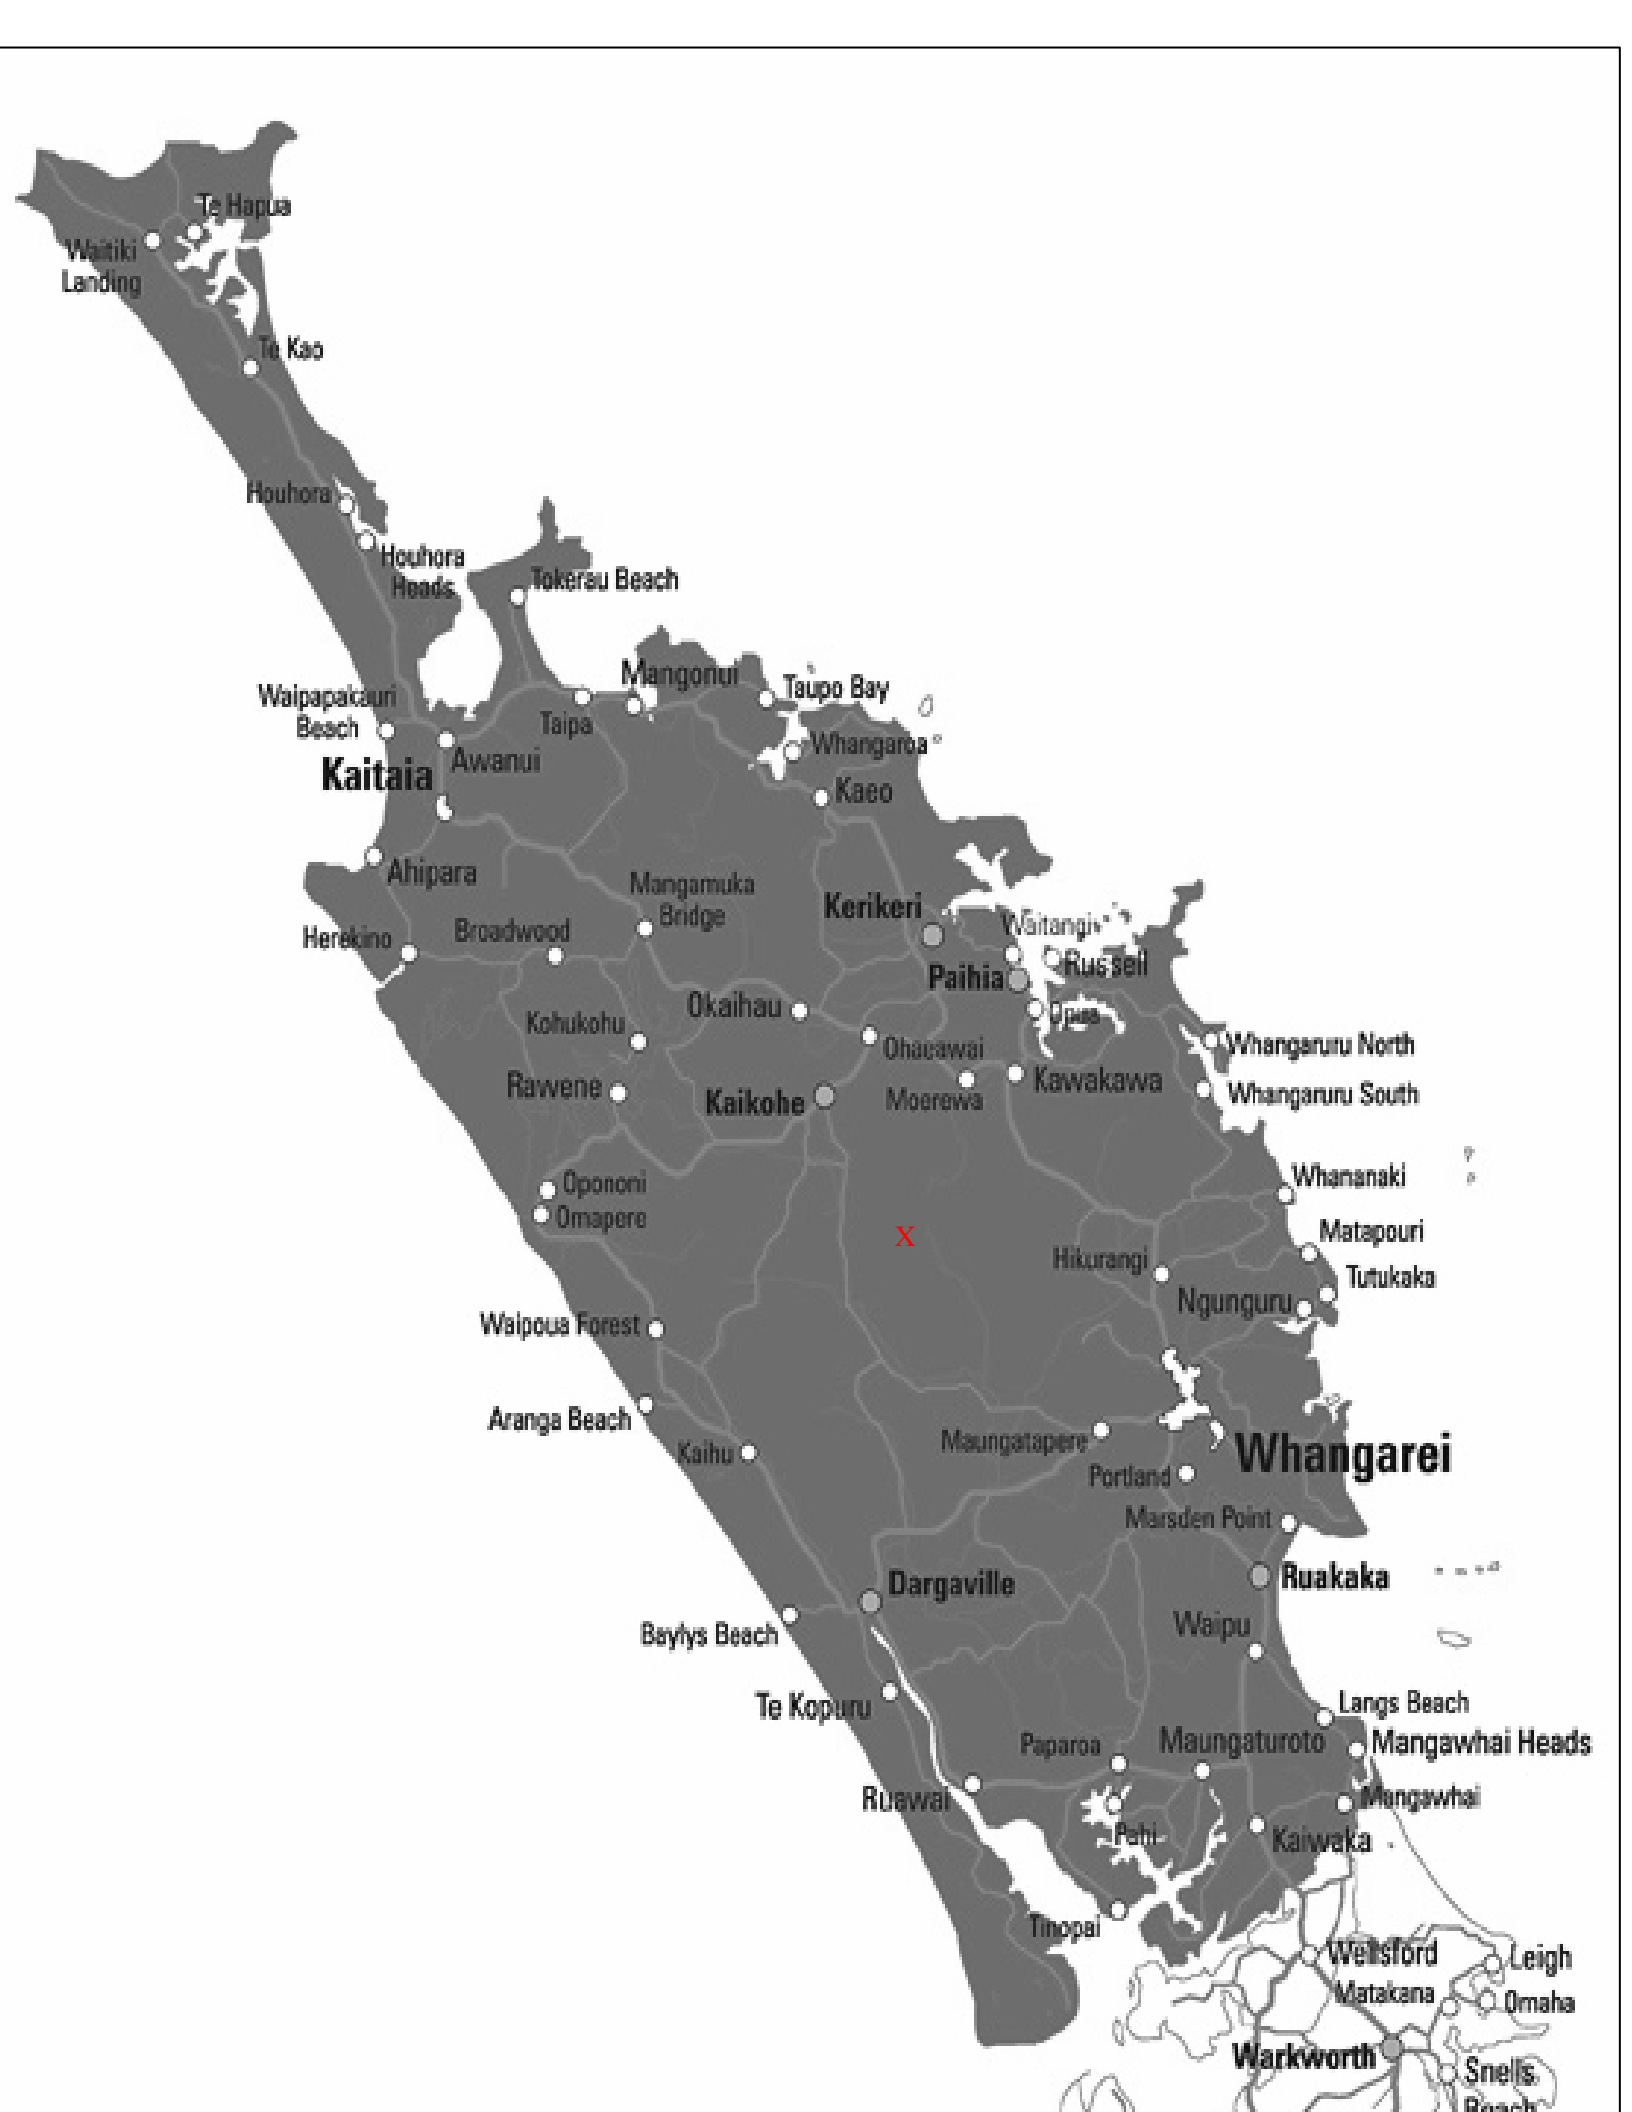 Te Hapua
Waitiki
Landing
Te Kao
Houhora
Houhora
Heads
Tokerau Beach
Mangonui
Taupo Bay
Waipapakauri
Beach
Taipa
Whangaroa
Awanui
Kaitaia
Kaeo
Ahipara
Mangamuka
Bridge
Kerikeri
Waitangi
Herekino
Broadwood
Paihia
Russell
Okaihau
Opua
Kohukohu
Ohaeawai
Whangaruru North
Rawene
Kaikohe
Moerewa
Kawakawa
Whangaruru South
Opononi
Omapere
Whananaki
X
Matapouri
Hikurangi
Tutukaka
Ngunguru
Waipoua Forest
Aranga Beach
Kaihu
Maungatapere
Whangarei
Portland
Marsden Point
Dargaville
Ruakaka
Baylys Beach
Waipu
Te Kopuru
Langs Beach
Paparoa
Maungaturoto
Mangawhai Heads
Ruawai
Mangawhai
Pahi
Kaiwaka
Tinopai
Wellsford
Leigh
Matakana
Omaha
Warkworth
Snells
Beach